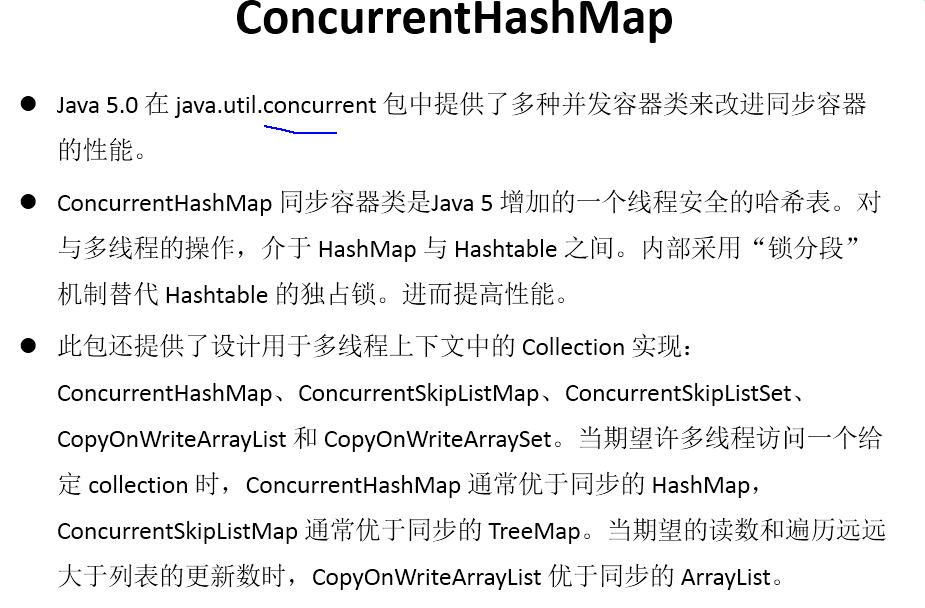 ConcurrentHashMap
● Java 5.0 在 java.util.concurrent 包中提供了多种并发容器类来改进同步容器
的性能。
● ConcurrentHashMap 同步容器类是Java 5 增加的一个线程安全的哈希表。对
与多线程的操作，介于 HashMap 与 Hashtable 之间。内部采用“锁分段”
机制替代 Hashtable 的独占锁。进而提高性能。
● 此包还提供了设计用于多线程上下文中的 Collection 实现：
ConcurrentHashMap、ConcurrentSkipListMap、ConcurrentSkipListSet、
CopyOnWriteArrayList 和 CopyOnWriteArraySet。当期望许多线程访问一个给
定 collection 时，ConcurrentHashMap 通常优于同步的 HashMap，
ConcurrentSkipListMap 通常优于同步的 TreeMap。当期望的读数和遍历远远
大于列表的更新数时，CopyOnWriteArrayList 优于同步的 ArrayList。